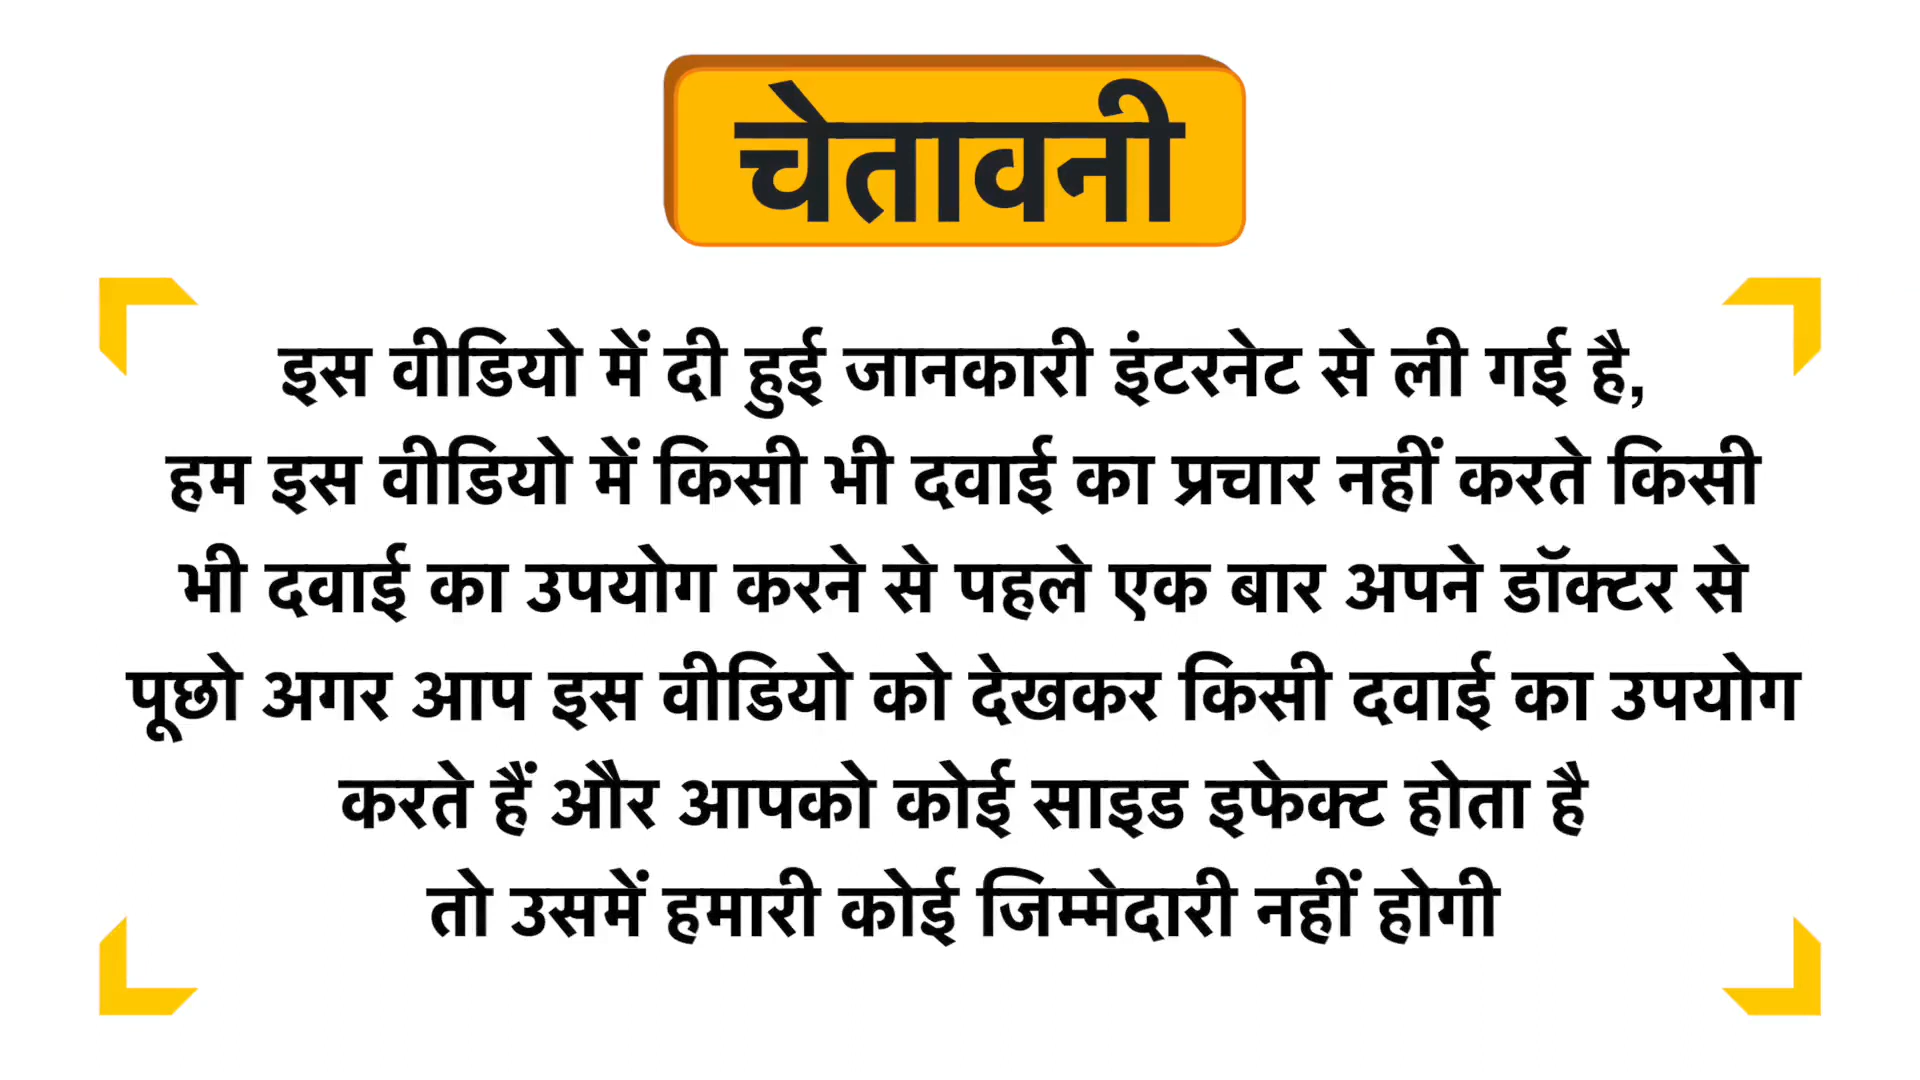 चेतावनी
इस वीडियो में दी हुई जानकारी इंटरनेट से ली गई है,
हम इस वीडियो में किसी भी दवाई का प्रचार नहीं करते किसी
भी दवाई का उपयोग करने से पहले एक बार अपने डॉक्टर से
पूछो अगर आप इस वीडियो को देखकर किसी दवाई का उपयोग
करते हैं और आपको कोई साइड इफेक्ट होता है
तो उसमें हमारी कोई जिम्मेदारी नहीं होगी